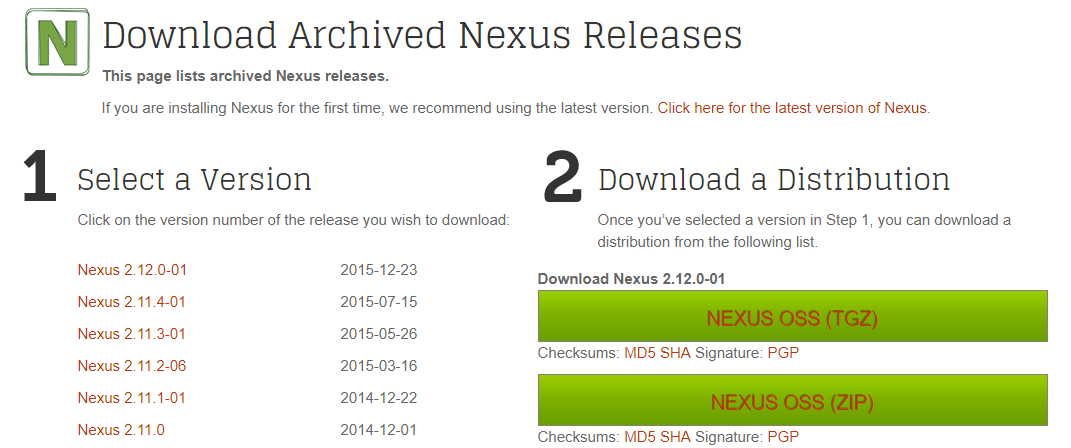 N
Download Archived Nexus Releases
This page lists archived Nexus releases.
If you are installing Nexus for the first time, we recommend using the latest version. Click here for the latest version of Nexus.
1
Select a Version
Click on the version number of the release you wish to download:
Nexus 2.12.0-01 2015-12-23
Nexus 2.11.4-01 2015-07-15
Nexus 2.11.3-01 2015-05-26
Nexus 2.11.2-06 2015-03-16
Nexus 2.11.1-01 2014-12-22
Nexus 2.11.0 2014-12-01
2
Download a Distribution
Once you’ve selected a version in Step 1, you can download a
distribution from the following list.
Download Nexus 2.12.0-01
NEXUS OSS (TGZ)
Checksums: MD5 SHA Signature: PGP
NEXUS OSS (ZIP)
Checksums: MD5 SHA Signature: PGP